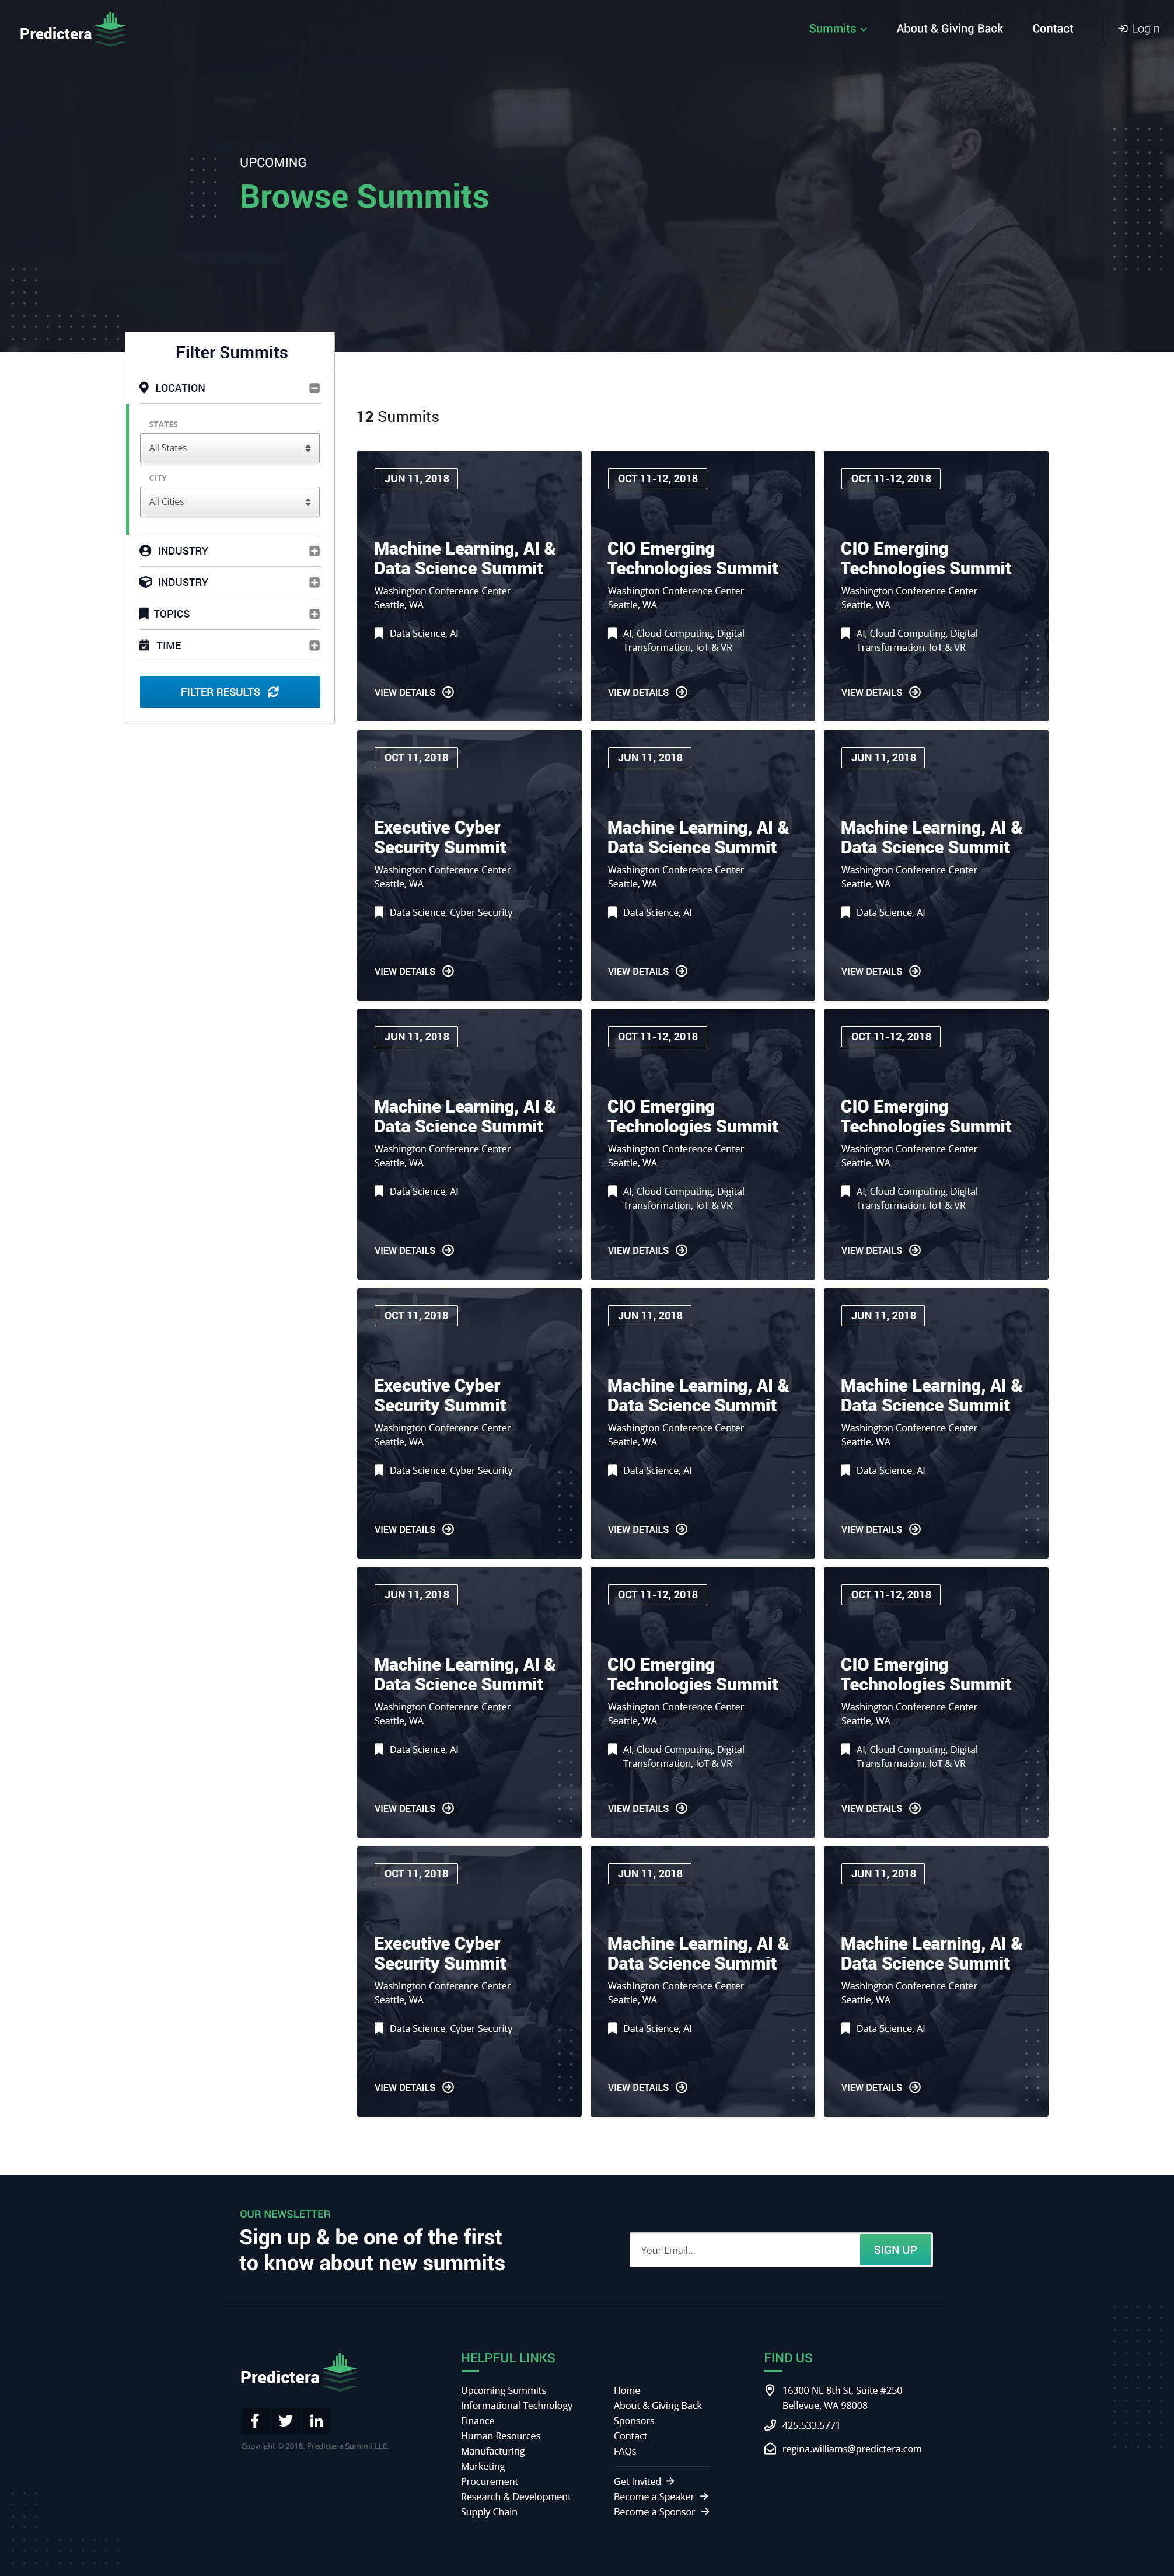 Predictera
Summits
About & Giving Back
Contact
Login
UPCOMING
Browse Summits
Filter Summits
LOCATION
STATES
All States
CITY
All Cities
INDUSTRY
INDUSTRY
TOPICS
TIME
FILTER RESULTS
12 Summits
JUN 11, 2018
Machine Learning, AI &
Data Science Summit
Washington Conference Center
Seattle, WA
Data Science, AI
VIEW DETAILS
OCT 11-12, 2018
CIO Emerging
Technologies Summit
Washington Conference Center
Seattle, WA
AI, Cloud Computing, Digital
Transformation, IoT & VR
VIEW DETAILS
OCT 11-12, 2018
CIO Emerging
Technologies Summit
Washington Conference Center
Seattle, WA
AI, Cloud Computing, Digital
Transformation, IoT & VR
VIEW DETAILS
OCT 11, 2018
Executive Cyber
Security Summit
Washington Conference Center
Seattle, WA
Data Science, Cyber Security
VIEW DETAILS
JUN 11, 2018
Machine Learning, AI &
Data Science Summit
Washington Conference Center
Seattle, WA
Data Science, AI
VIEW DETAILS
JUN 11, 2018
Machine Learning, AI &
Data Science Summit
Washington Conference Center
Seattle, WA
Data Science, AI
VIEW DETAILS
JUN 11, 2018
Machine Learning, AI &
Data Science Summit
Washington Conference Center
Seattle, WA
Data Science, AI
VIEW DETAILS
OCT 11-12, 2018
CIO Emerging
Technologies Summit
Washington Conference Center
Seattle, WA
AI, Cloud Computing, Digital
Transformation, IoT & VR
VIEW DETAILS
OCT 11-12, 2018
CIO Emerging
Technologies Summit
Washington Conference Center
Seattle, WA
AI, Cloud Computing, Digital
Transformation, IoT & VR
VIEW DETAILS
OCT 11, 2018
Executive Cyber
Security Summit
Washington Conference Center
Seattle, WA
Data Science, Cyber Security
VIEW DETAILS
JUN 11, 2018
Machine Learning, AI &
Data Science Summit
Washington Conference Center
Seattle, WA
Data Science, AI
VIEW DETAILS
JUN 11, 2018
Machine Learning, AI &
Data Science Summit
Washington Conference Center
Seattle, WA
Data Science, AI
VIEW DETAILS
JUN 11, 2018
Machine Learning, AI &
Data Science Summit
Washington Conference Center
Seattle, WA
Data Science, AI
VIEW DETAILS
OCT 11-12, 2018
CIO Emerging
Technologies Summit
Washington Conference Center
Seattle, WA
AI, Cloud Computing, Digital
Transformation, IoT & VR
VIEW DETAILS
OCT 11-12, 2018
CIO Emerging
Technologies Summit
Washington Conference Center
Seattle, WA
AI, Cloud Computing, Digital
Transformation, IoT & VR
VIEW DETAILS
OCT 11, 2018
Executive Cyber
Security Summit
Washington Conference Center
Seattle, WA
Data Science, Cyber Security
VIEW DETAILS
JUN 11, 2018
Machine Learning, AI &
Data Science Summit
Washington Conference Center
Seattle, WA
Data Science, AI
VIEW DETAILS
JUN 11, 2018
Machine Learning, AI &
Data Science Summit
Washington Conference Center
Seattle, WA
Data Science, AI
VIEW DETAILS
OUR NEWSLETTER
Sign up & be one of the first
to know about new summits
Your Email...
SIGN UP
Predictera
Copyright © 2018. Predictera Summit LLC.
HELPFUL LINKS
Upcoming Summits
Informational Technology
Finance
Human Resources
Manufacturing
Marketing
Procurement
Research & Development
Supply Chain
Home
About & Giving Back
Sponsors
Contact
FAQs
Get Invited
Become a Speaker
Become a Sponsor
FIND US
16300 NE 8th St, Suite #250
Bellevue, WA 98008
425.533.5771
regina.williams@predictera.com